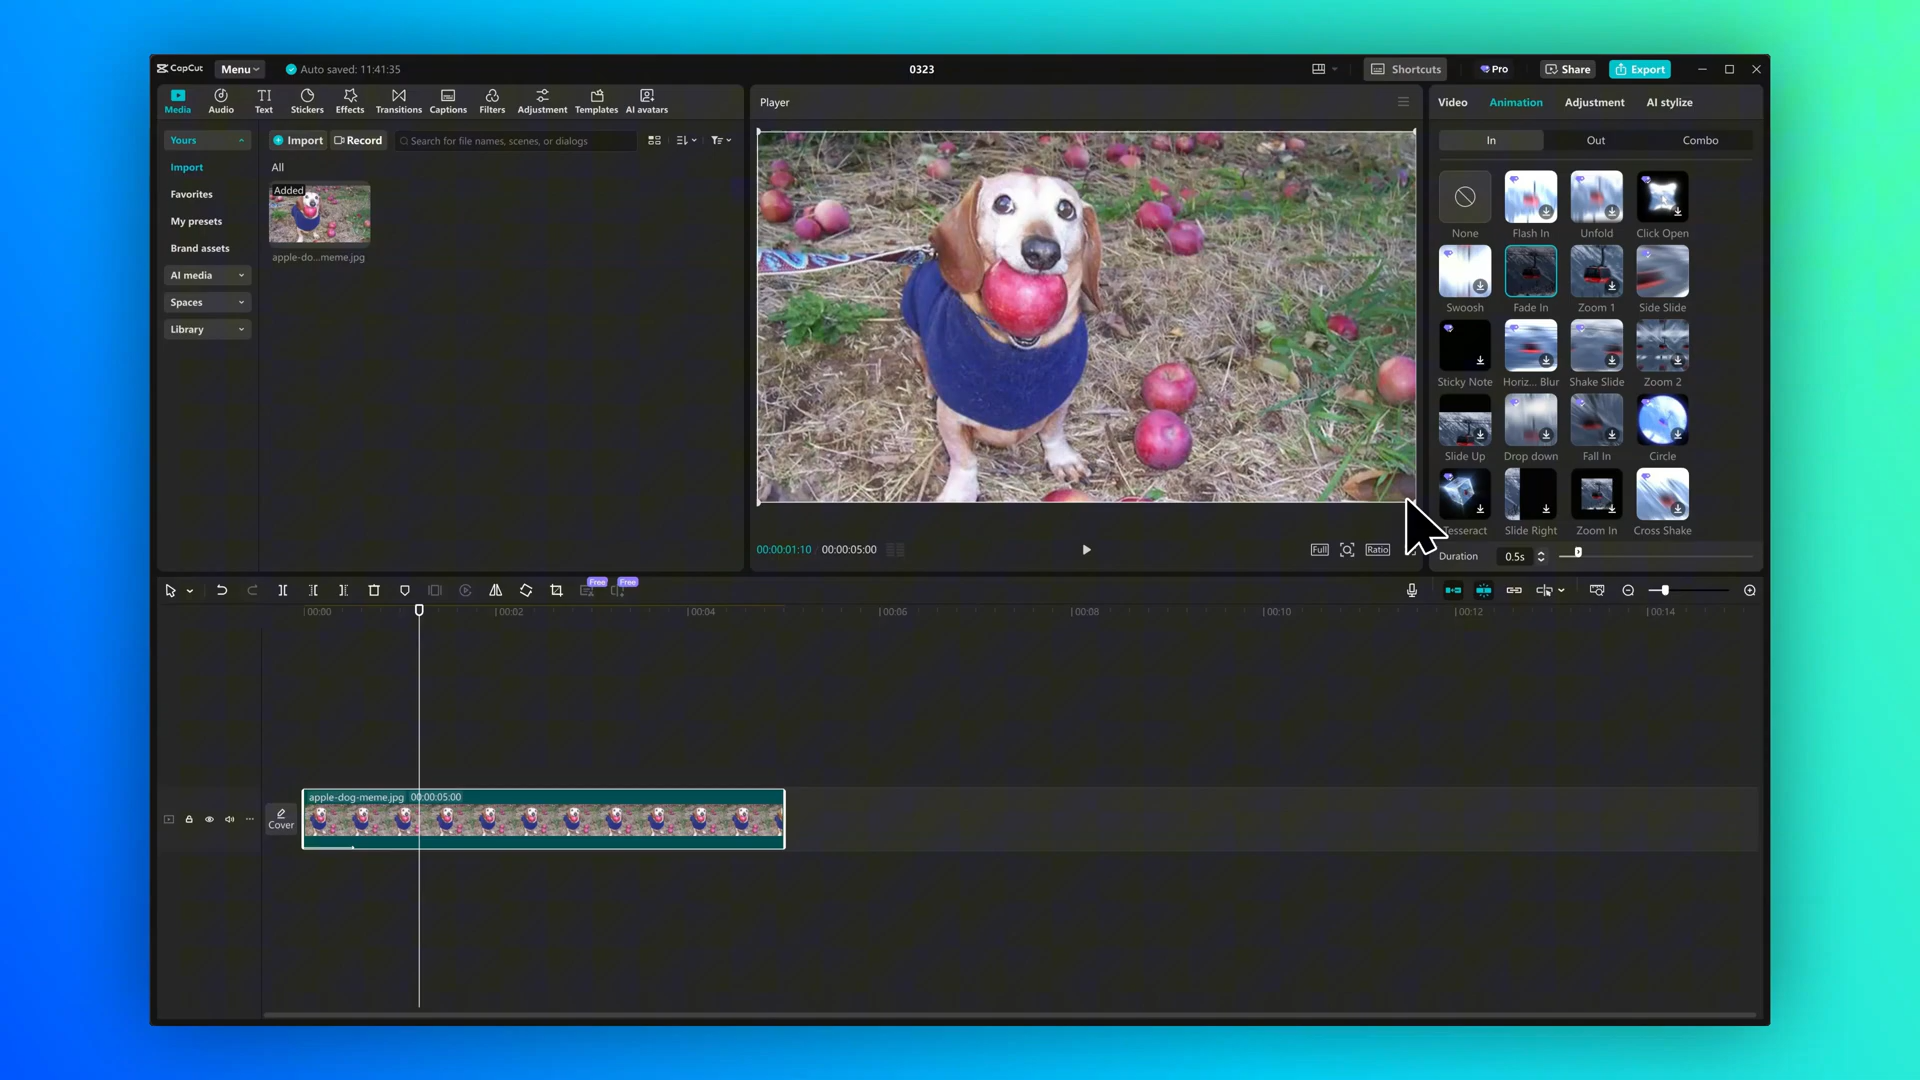 CapCut
Menu
Auto saved: 11:41:35
0323
Shortcuts
Pro
Share
Export
Media
Audio
Text
Stickers
Effects
Transitions
Captions
Filters
Adjustment
Templates
AI avatars
Yours
Import
Favorites
My presets
Brand assets
AI media
Spaces
Library
Import
Record
Search for file names, scenes, or dialogs
All
Added
apple-do...meme.jpg
Player
00:00:01:10
00:00:05:00
Full
Ratio
Video
Animation
Adjustment
AI stylize
In
Out
Combo
None
Flash In
Unfold
Click Open
Swoosh
Fade In
Zoom 1
Side Slide
Sticky Note
Horiz... Blur
Shake Slide
Zoom 2
Slide Up
Drop down
Fall In
Circle
Tesseract
Slide Right
Zoom In
Cross Shake
Duration
0.5s
Free
Free
00:00
00:02
00:04
00:06
00:08
00:10
00:12
00:14
apple-dog-meme.jpg 00:00:05:00
Cover